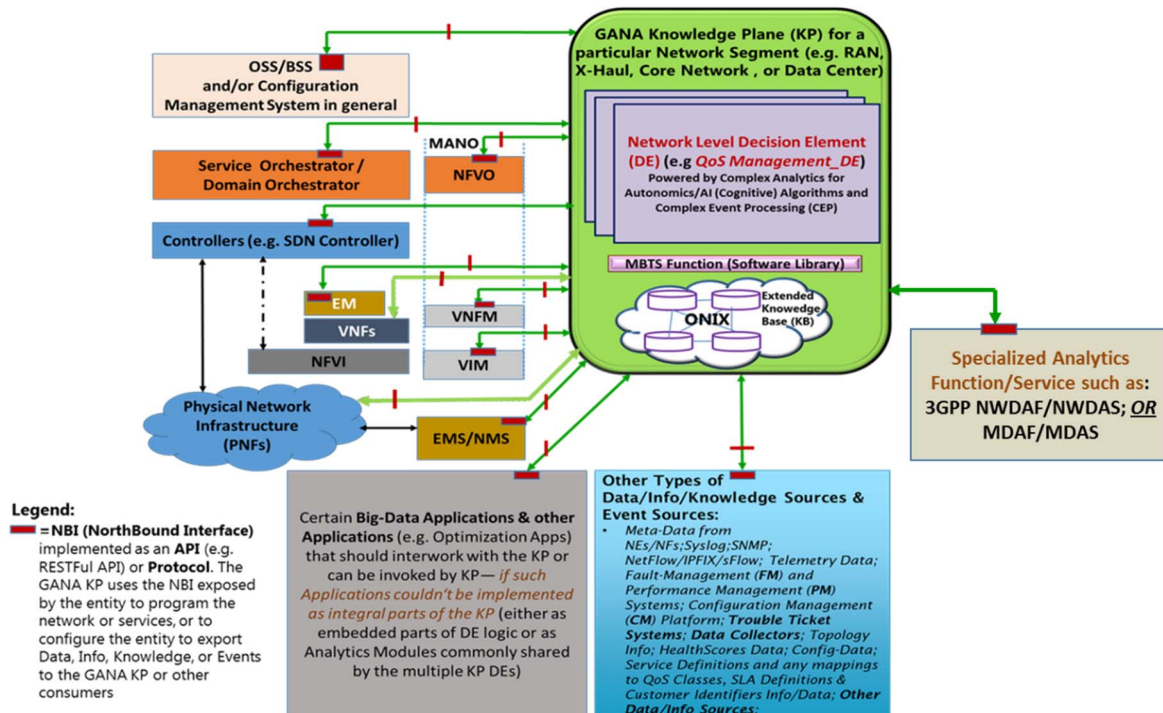 GANA Knowledge Plane (KP) for a
particular Network Segment (e.g. RAN,
X-Haul, Core Network , or Data Center)
OSS/BSS
and/or Configuration
Management System in general
Network Level Decision Element
(DE) (e.g QoS Management_DE)
Powered by Complex Analytics for
Autonomics/AI (Cognitive) Algorithms and
Complex Event Processing (CEP)
MANO
Service Orchestrator /
Domain Orchestrator
NFVO
Controllers (e.g. SDN Controller)
MBTS Function (Software Library)
EM
VNFs
NFVI
VNFM
VIM
ONIX
Extended
Knowledge
Base (KB)
Specialized Analytics
Function/Service such as:
3GPP NWDAF/NWDAS; OR
MDAF/MDAS
Physical Network
Infrastructure
(PNFs)
EMS/NMS
Legend:
=NBI (NorthBound Interface)
implemented as an API (e.g.
RESTFul API) or Protocol. The
GANA KP uses the NBI exposed
by the entity to program the
network or services, or to
configure the entity to export
Data, Info, Knowledge, or Events
to the GANA KP or other
consumers
Certain Big-Data Applications & other
Applications (e.g. Optimization Apps)
that should interwork with the KP or
can be invoked by KP— if such
Applications couldn't be implemented
as integral parts of the KP (either as
embedded parts of DE logic or as
Analytics Modules commonly shared
by the multiple KP DEs)
Other Types of
Data/Info/Knowledge Sources &
Event Sources:
• Meta-Data from
NEs/NFs;Syslog;SNMP;
NetFlow/IPFIX/sFlow; Telemetry Data;
Fault-Management (FM) and
Performance Management (PM)
Systems; Configuration Management
(CM) Platform; Trouble Ticket
Systems; Data Collectors; Topology
Info; HealthScores Data; Config-Data;
Service Definitions and any mappings
to QoS Classes, SLA Definitions &
Customer Identifiers Info/Data; Other
Data/Info Sources;